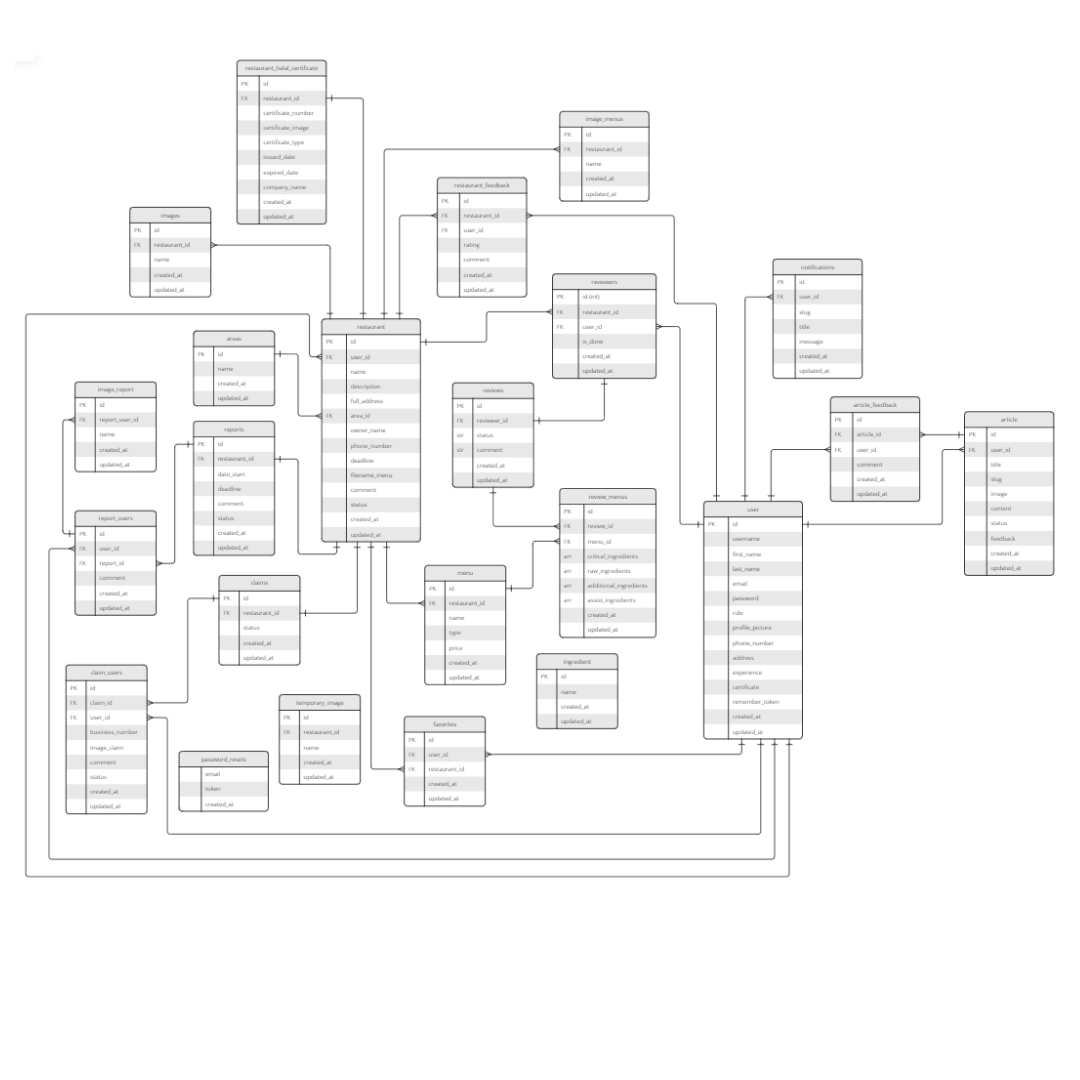 restaurant_halal_certificate
PK id
FK restaurant_id
certificate_number
certificate_image
certificate_type
issued_date
expired_date
company_name
created_at
updated_at
image_menus
PK id
FK restaurant_id
name
created_at
updated_at
restaurant_feedback
PK id
FK restaurant_id
FK user_id
rating
comment
created_at
updated_at
images
PK id
FK restaurant_id
name
created_at
updated_at
notifications
PK id
FK user_id
slug
title
message
created_at
updated_at
reviewers
PK id (int)
FK restaurant_id
FK user_id
is_done
created_at
updated_at
restaurant
PK id
FK user_id
name
description
full_address
FK area_id
owner_name
phone_number
deadline
filename_menu
comment
status
created_at
updated_at
areas
PK id
name
created_at
updated_at
image_report
PK id
FK report_user_id
name
created_at
updated_at
reviews
PK id
FK reviewer_id
str status
str comment
created_at
updated_at
article_feedback
PK id
FK article_id
FK user_id
comment
created_at
updated_at
article
PK id
FK user_id
title
slug
image
content
status
feedback
created_at
updated_at
reports
PK id
FK restaurant_id
date_start
deadline
comment
status
created_at
updated_at
review_menus
PK id
FK review_id
FK menu_id
arr critical_ingredients
arr raw_ingredients
arr additional_ingredients
arr assist_ingredients
created_at
updated_at
user
PK id
username
first_name
last_name
email
password
role
profile_picture
phone_number
address
experience
certificate
remember_token
created_at
updated_at
report_users
PK id
FK user_id
FK report_id
comment
created_at
updated_at
menu
PK id
FK restaurant_id
name
type
price
created_at
updated_at
claims
PK id
FK restaurant_id
status
created_at
updated_at
ingredient
PK id
name
created_at
updated_at
claim_users
PK id
FK claim_id
FK user_id
business_number
image_claim
comment
status
created_at
updated_at
temporary_image
PK id
FK restaurant_id
name
created_at
updated_at
favorites
PK id
FK user_id
FK restaurant_id
created_at
updated_at
password_resets
email
token
created_at